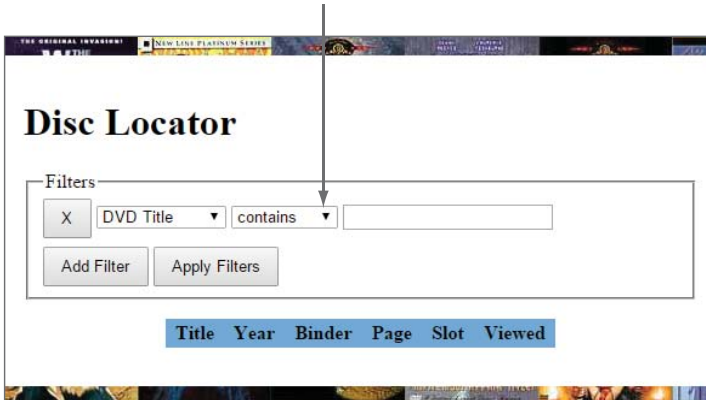 THE ORIGINAL INVASION!
NEW LINE PLATINUM SERIES
THE
Disc Locator
Filters
X DVD Title contains
Add Filter Apply Filters
Title Year Binder Page Slot Viewed